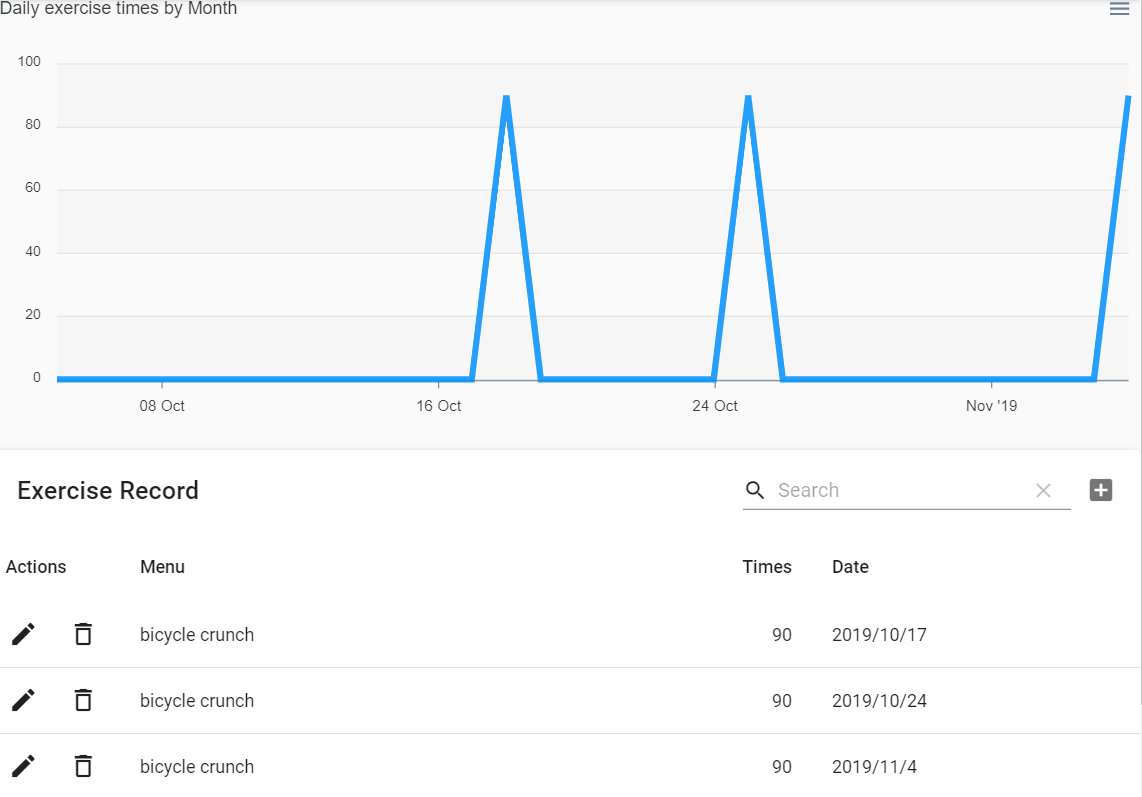 Daily exercise times by Month
100
80
60
40
20
0
08 Oct 16 Oct 24 Oct Nov '19
Exercise Record Search
Actions Menu Times Date
bicycle crunch 90 2019/10/17
bicycle crunch 90 2019/10/24
bicycle crunch 90 2019/11/4